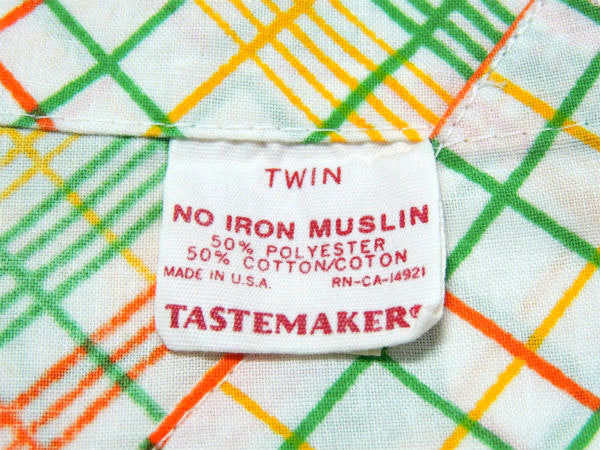 TWIN
NO IRON MUSLIN
50% POLYESTER
50% COTTON/COTON
MADE IN U.S.A. RN-CA-14921
TASTEMAKER®